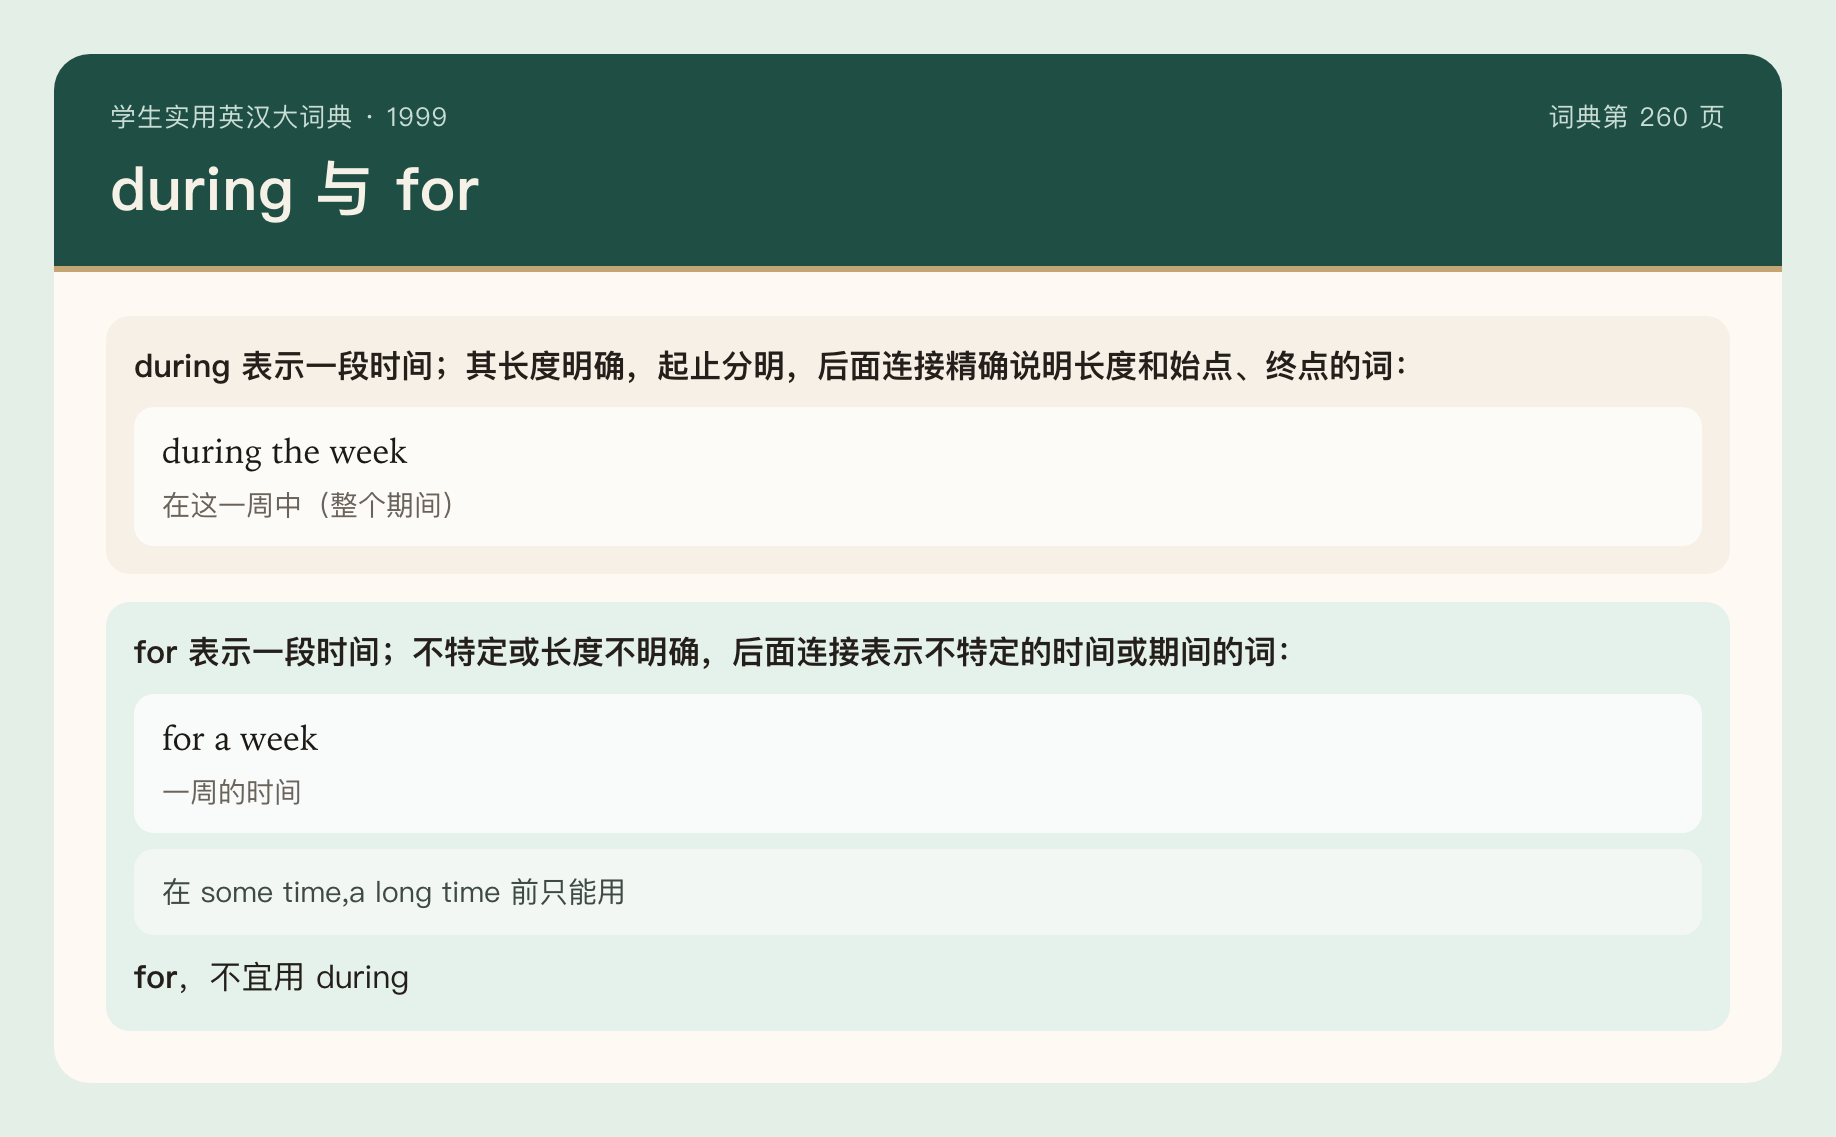 学生实用英汉大词典 · 1999
词典第 260 页
during 与 for
during 表示一段时间；其长度明确，起止分明，后面连接精确说明长度和始点、终点的词：
during the week
在这一周中（整个期间）
for 表示一段时间；不特定或长度不明确，后面连接表示不特定的时间或期间的词：
for a week
一周的时间
在 some time,a long time 前只能用
for，不宜用 during